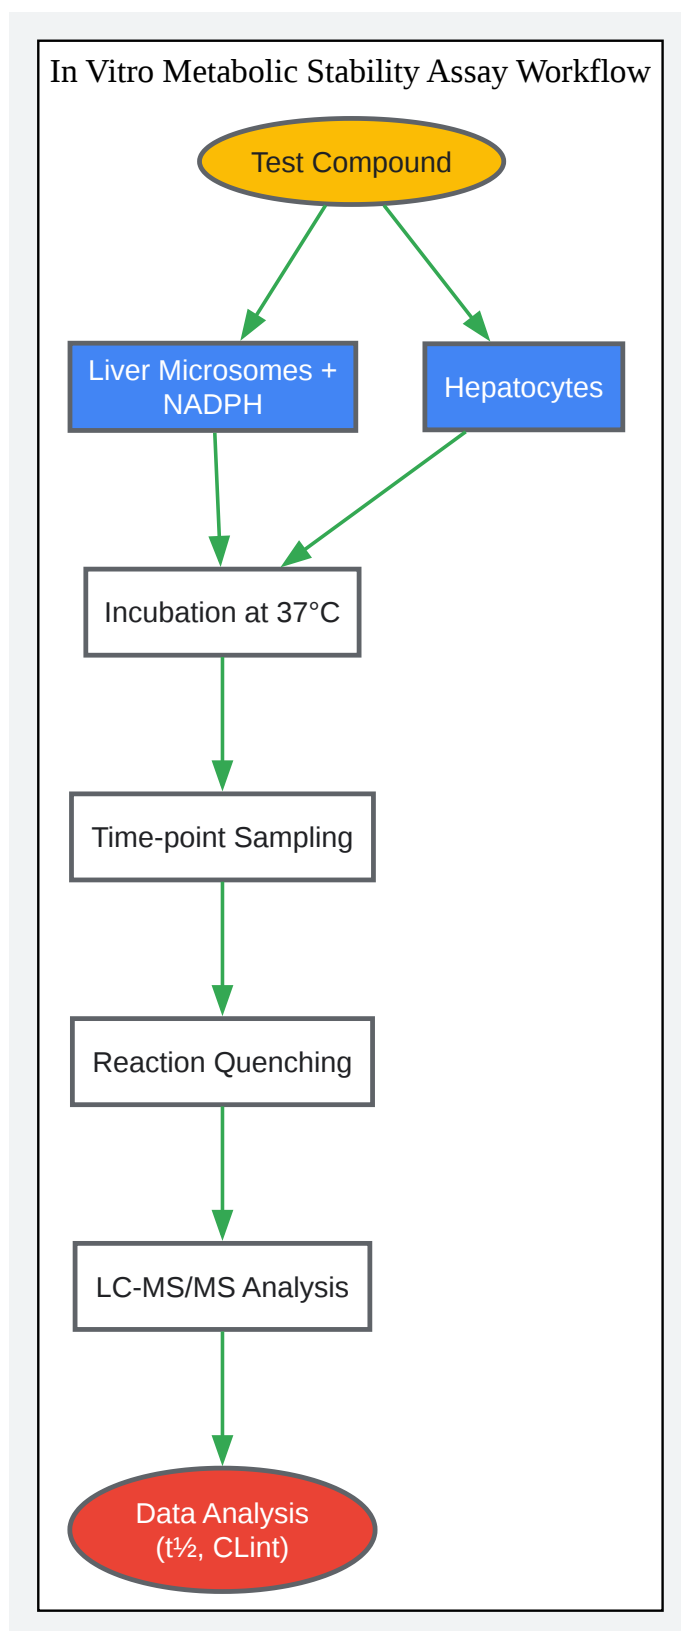 In Vitro Metabolic Stability Assay Workflow
Test Compound
Liver Microsomes +
NADPH
Hepatocytes
Incubation at 37°C
Time-point Sampling
Reaction Quenching
LC-MS/MS Analysis
Data Analysis
(t½, CLint)